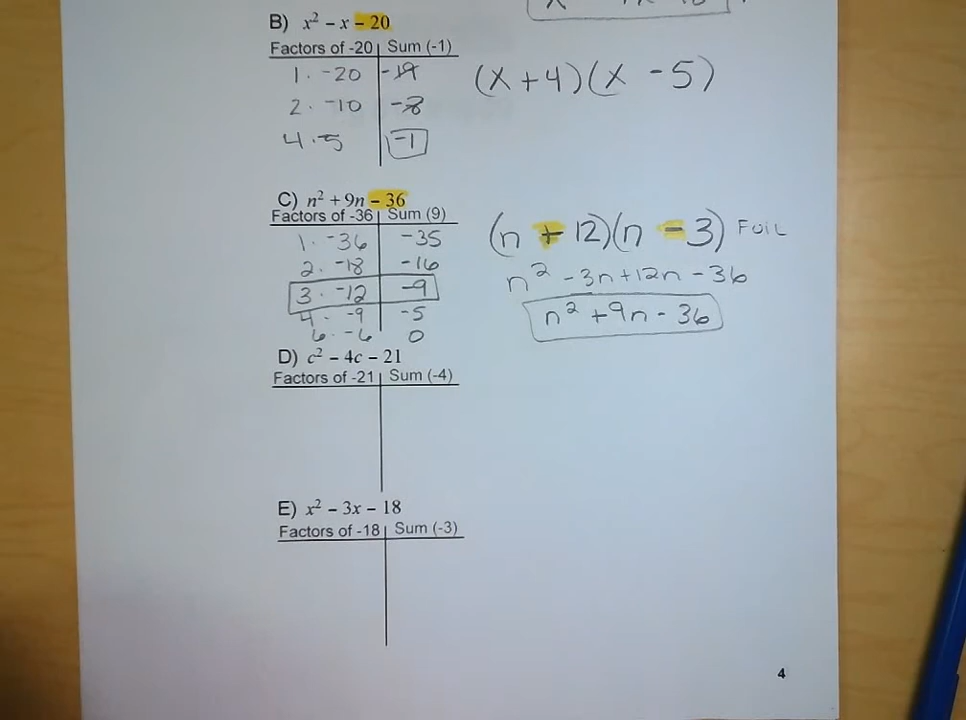 B) x² – x – 20
Factors of -20 Sum (-1)
1 · -20 -19
2 · -10 -8
4 · -5 -1
(x + 4)(x - 5)
C) n² + 9n – 36
Factors of -36 Sum (9)
1 · -36 -35
2 · -18 -16
3 · -12 -9
4 · -9 -5
6 · -6 0
(n + 12)(n - 3) FOIL
n² - 3n + 12n - 36
n² + 9n - 36
D) c² – 4c – 21
Factors of -21 Sum (-4)
E) x² – 3x – 18
Factors of -18 Sum (-3)
4